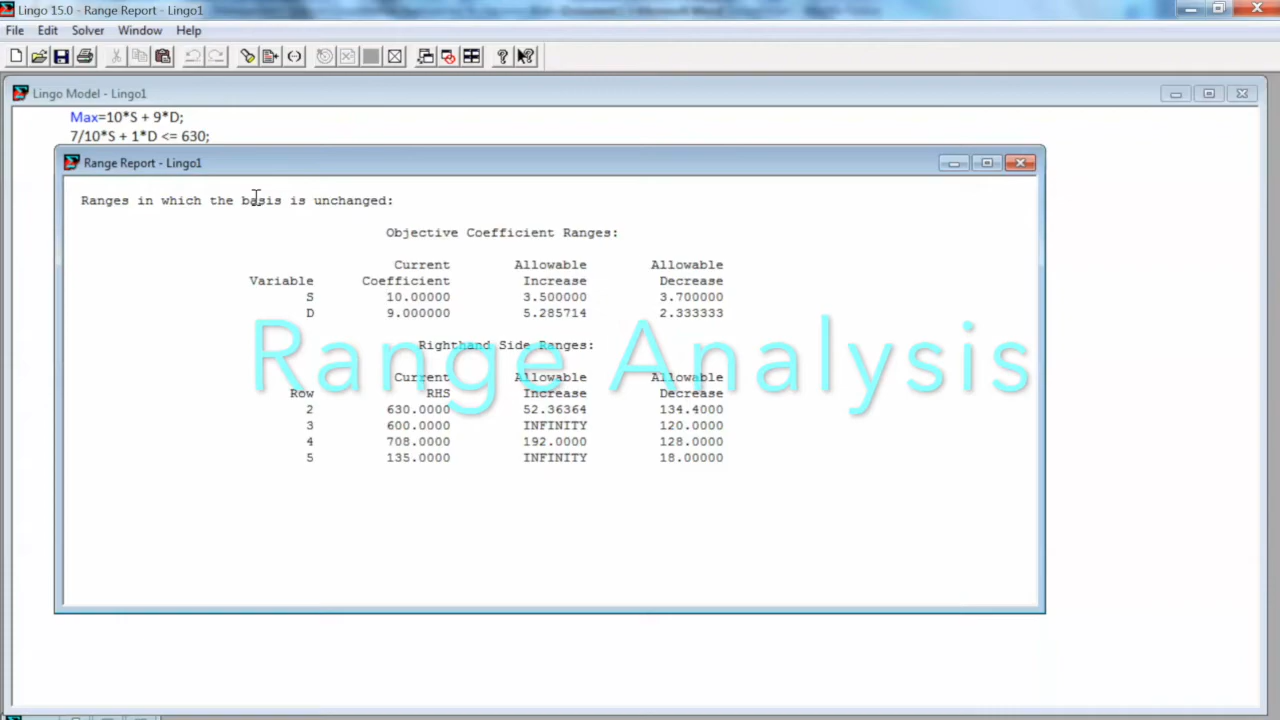 Lingo 15.0 - Range Report - Lingo1
File Edit Solver Window Help
Lingo Model - Lingo1
Max=10*S + 9*D;
7/10*S + 1*D <= 630;
Range Report - Lingo1
Ranges in which the basis is unchanged:
Objective Coefficient Ranges:
Current Allowable Allowable
Variable Coefficient Increase Decrease
S 10.00000 3.500000 3.700000
D 9.000000 5.285714 2.333333
Righthand Side Ranges:
Range Analysis
Current Allowable Allowable
Row RHS Increase Decrease
2 630.0000 52.36364 134.4000
3 600.0000 INFINITY 120.0000
4 708.0000 192.0000 128.0000
5 135.0000 INFINITY 18.00000